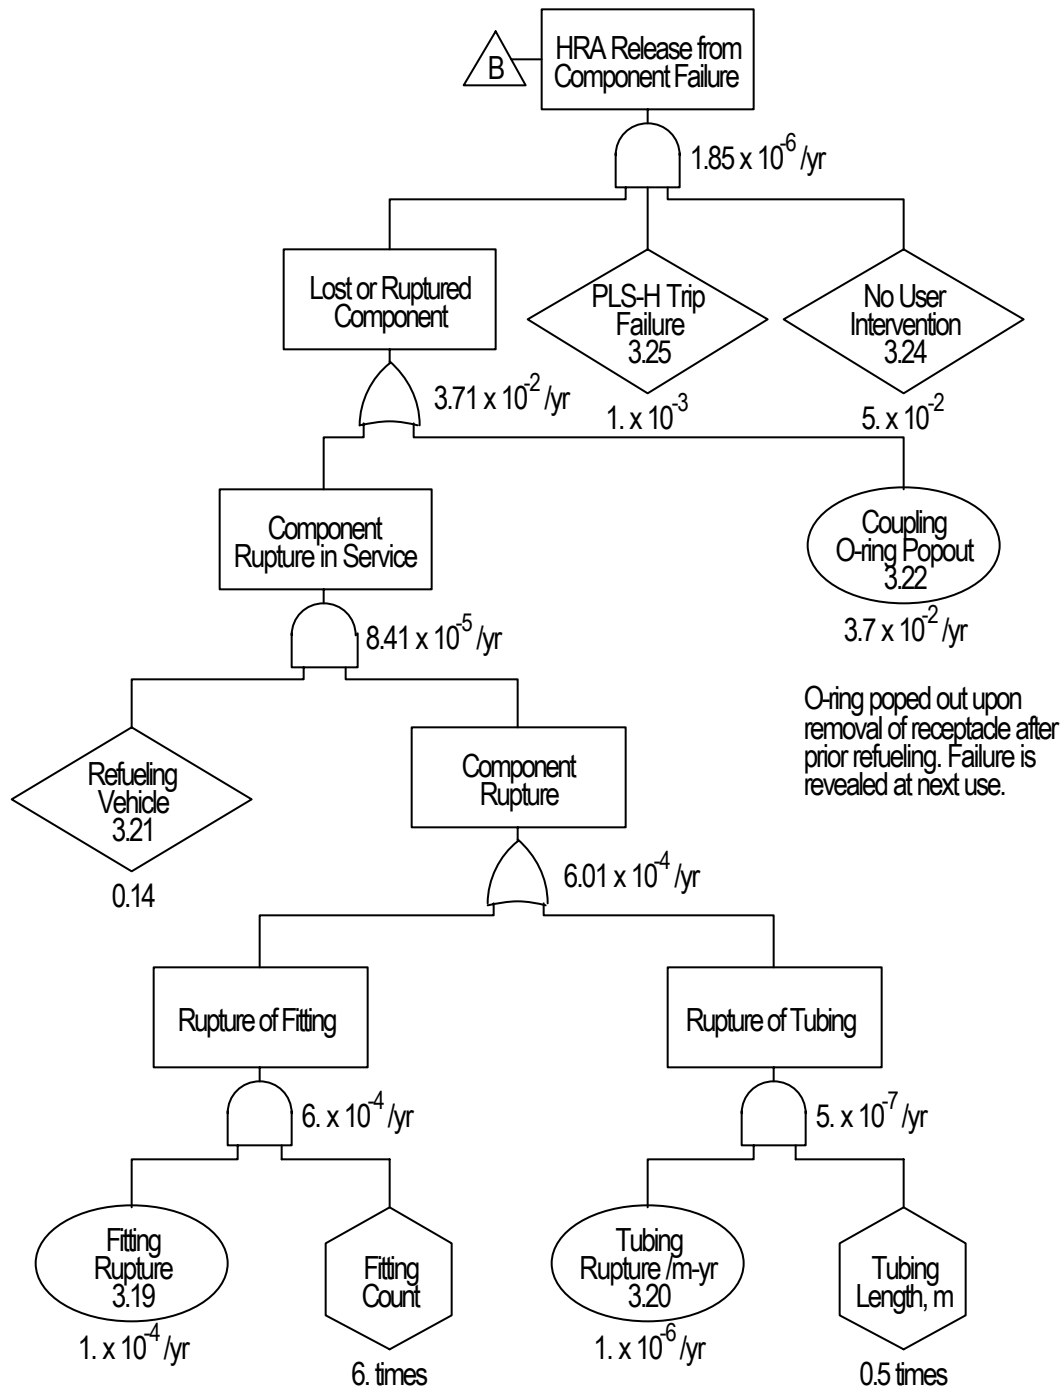 B
HRA Release from
Component Failure
1.85 x 10^-6 /yr
Lost or Ruptured
Component
PLS-H Trip
Failure
3.25
No User
Intervention
3.24
3.71 x 10^-2 /yr
1. x 10^-3
5. x 10^-2
Component
Rupture in Service
Coupling
O-ring Popout
3.22
8.41 x 10^-5 /yr
3.7 x 10^-2 /yr
O-ring poped out upon
removal of receptacle after
prior refueling. Failure is
revealed at next use.
Refueling
Vehicle
3.21
Component
Rupture
0.14
6.01 x 10^-4 /yr
Rupture of Fitting
Rupture of Tubing
6. x 10^-4 /yr
5. x 10^-7 /yr
Fitting
Rupture
3.19
Fitting
Count
Tubing
Rupture /m-yr
3.20
Tubing
Length, m
1. x 10^-4 /yr
6. times
1. x 10^-6 /yr
0.5 times